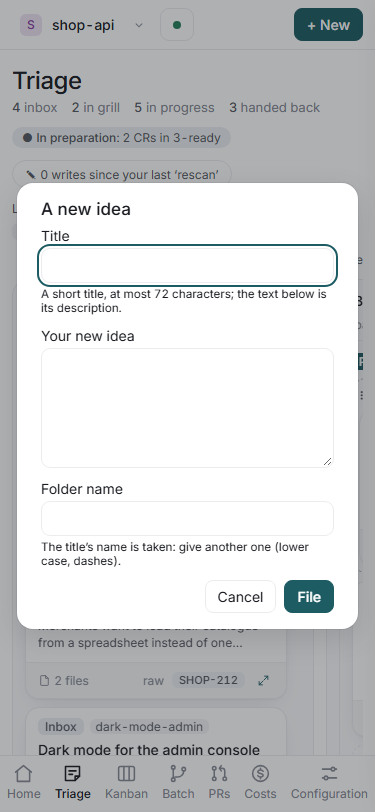 S shop-api + New
Triage
4 inbox 2 in grill 5 in progress 3 handed back
In preparation: 2 CRs in 3-ready
0 writes since your last ‘rescan’
A new idea
Title
A short title, at most 72 characters; the text below is
its description.
Your new idea
Folder name
The title’s name is taken: give another one (lower
case, dashes).
Cancel File
from a spreadsheet instead of one…
2 files raw SHOP-212
Inbox dark-mode-admin
Dark mode for the admin console
Home Triage Kanban Batch PRs Costs Configuration